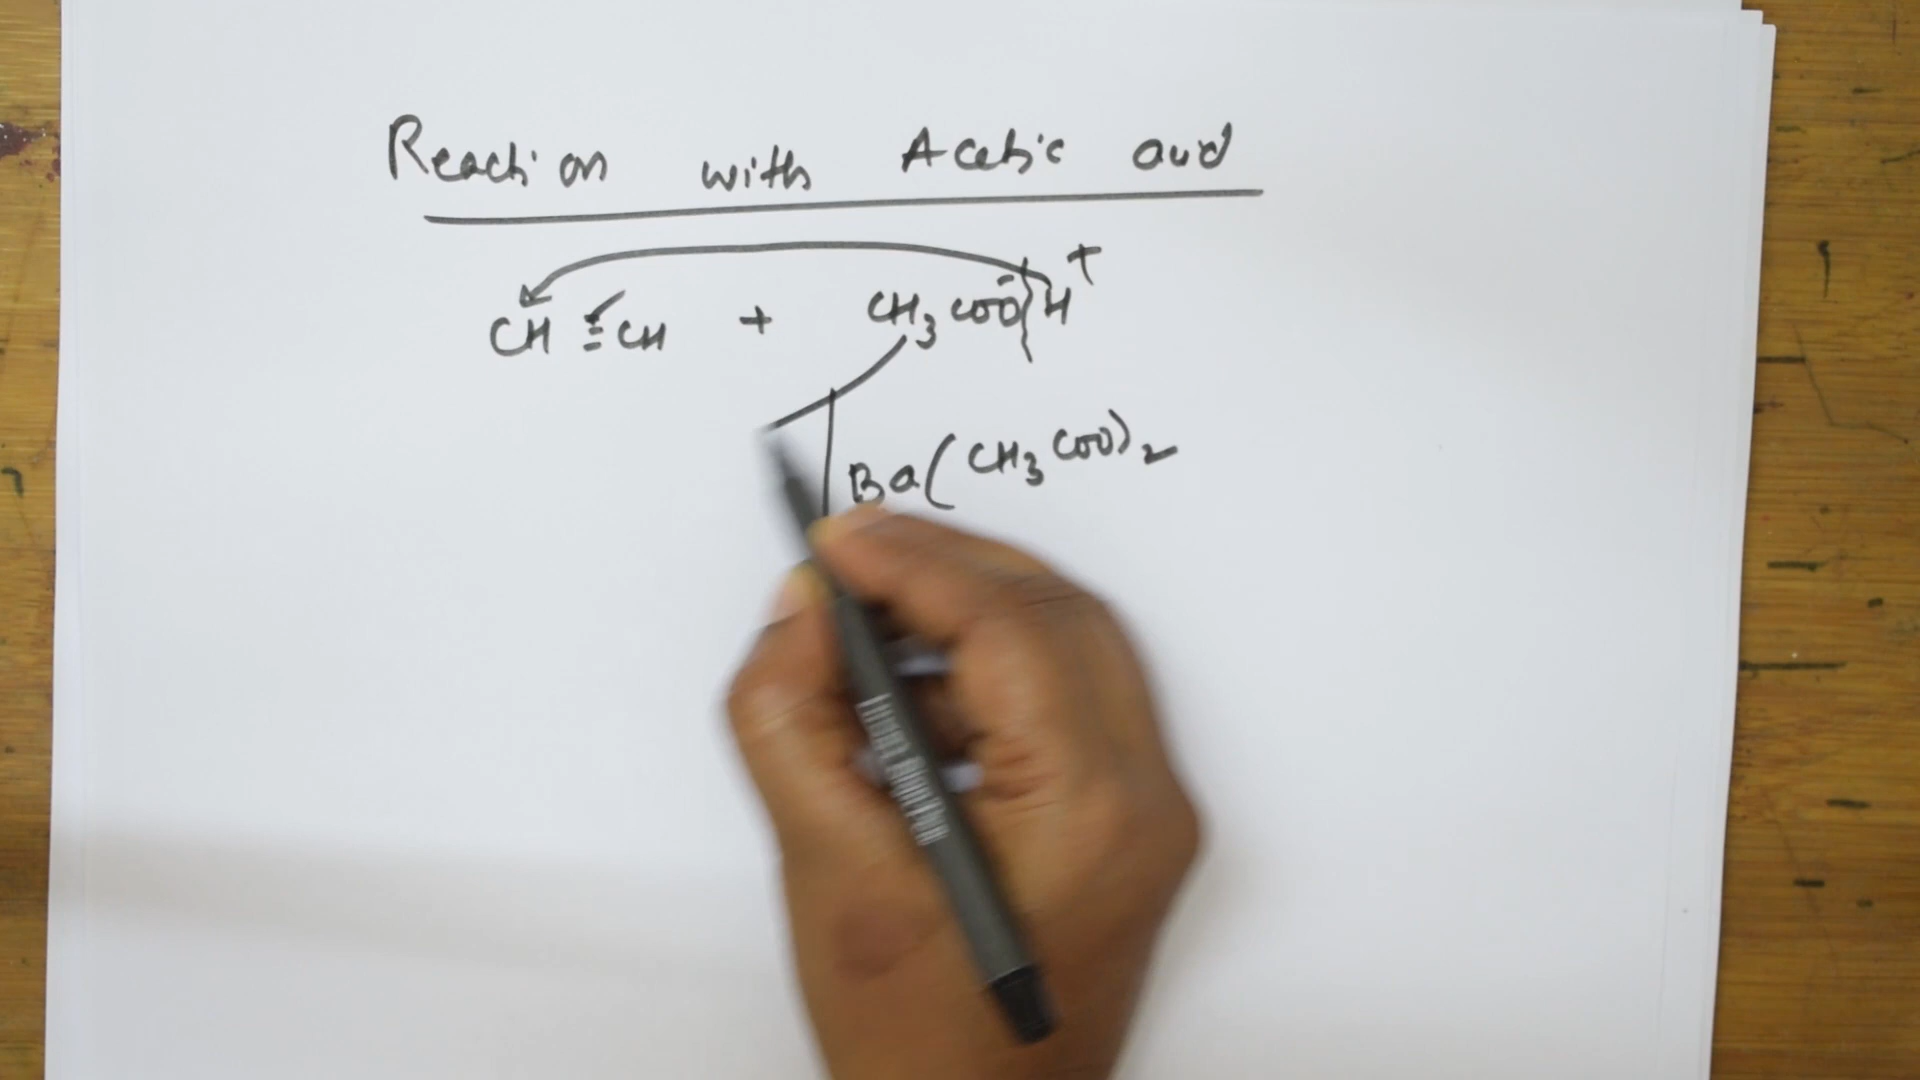 Reaction with Acetic acid
CH ≡ CH + CH₃COO⁻ H⁺
Ba(CH₃COO)₂